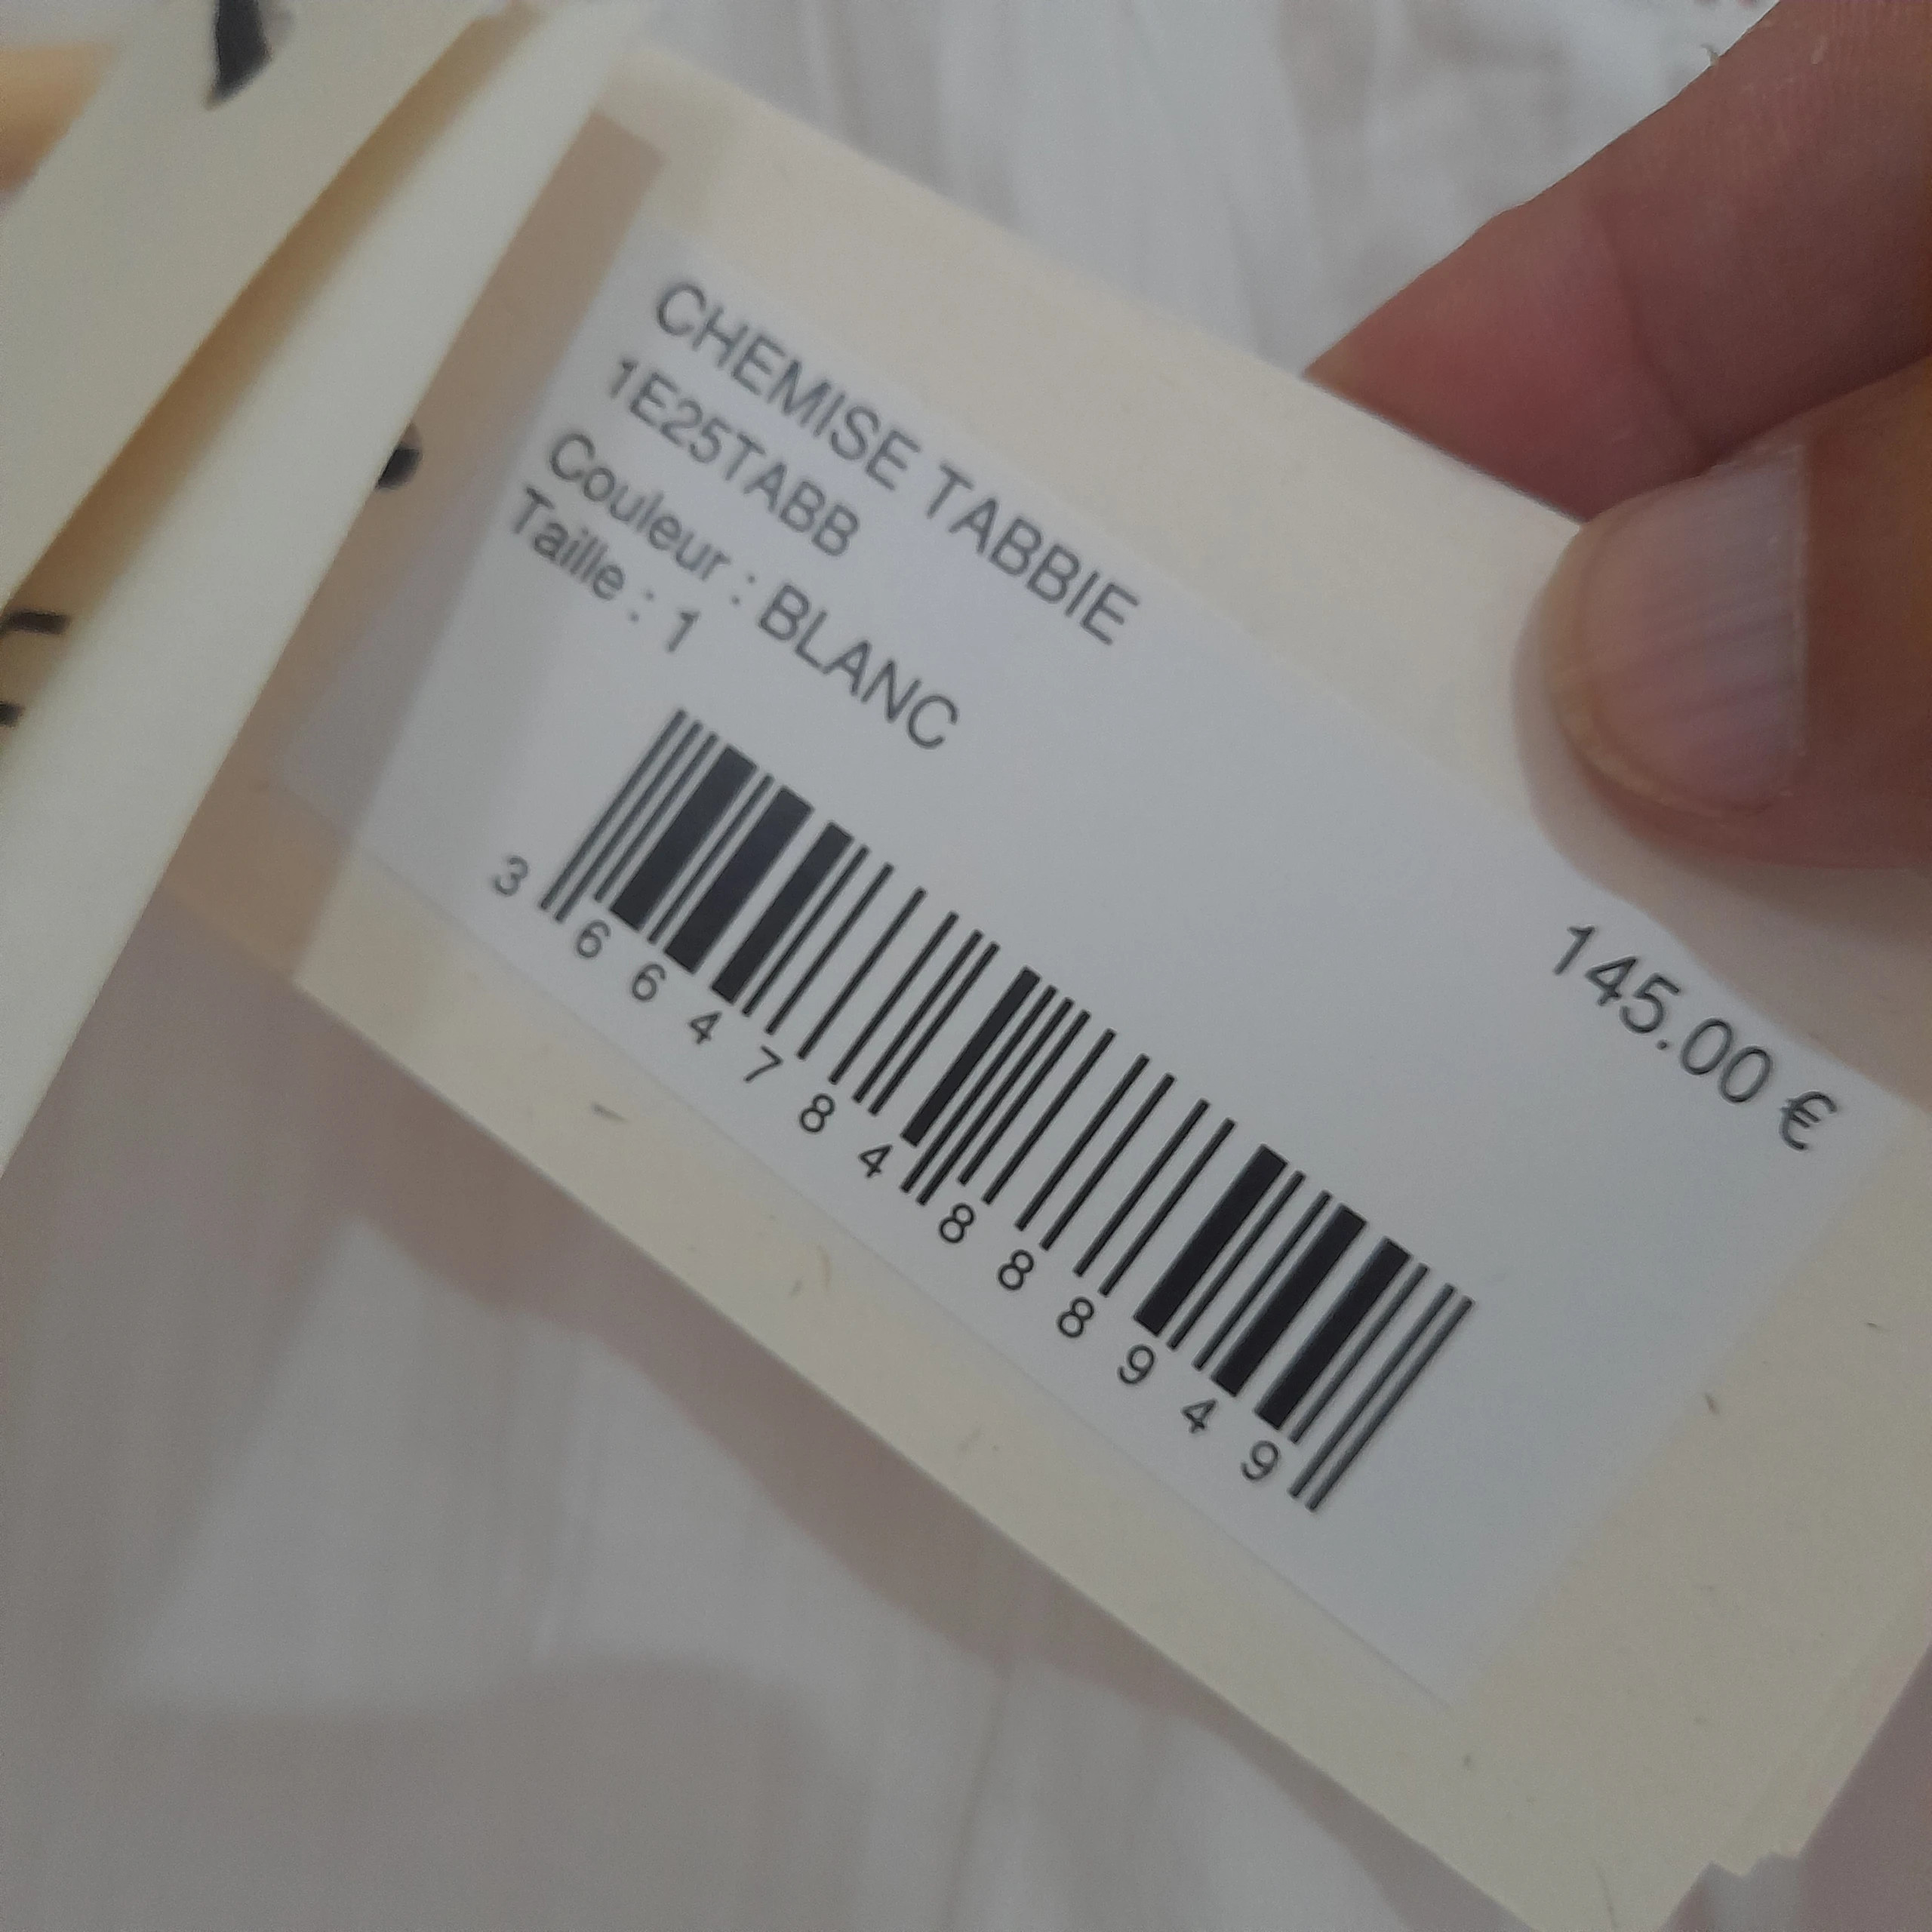 CHEMISE TABBIE
1E25TABB
Couleur : BLANC
Taille : 1
145.00 €
3 664784 888949